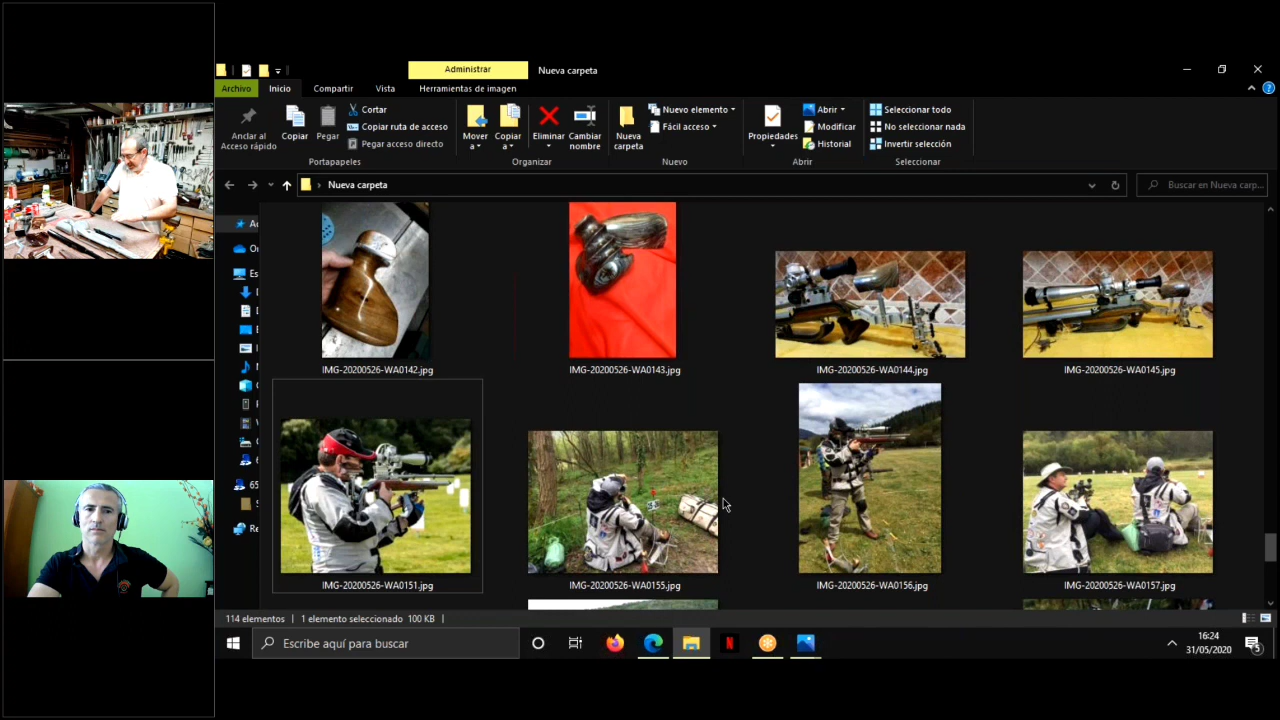 Administrar
Nueva carpeta
Archivo
Inicio
Compartir
Vista
Herramientas de imagen
Anclar al
Acceso rápido
Copiar
Pegar
Cortar
Copiar ruta de acceso
Pegar acceso directo
Portapapeles
Mover
a
Copiar
a
Eliminar
Cambiar
nombre
Organizar
Nueva
carpeta
Nuevo elemento
Fácil acceso
Nuevo
Propiedades
Abrir
Modificar
Historial
Abrir
Seleccionar todo
No seleccionar nada
Invertir selección
Seleccionar
Nueva carpeta
Buscar en Nueva carp...
IMG-20200526-WA0142.jpg
IMG-20200526-WA0143.jpg
IMG-20200526-WA0144.jpg
IMG-20200526-WA0145.jpg
IMG-20200526-WA0151.jpg
IMG-20200526-WA0155.jpg
IMG-20200526-WA0156.jpg
IMG-20200526-WA0157.jpg
114 elementos
1 elemento seleccionado 100 KB
Escribe aquí para buscar
16:24
31/05/2020
5